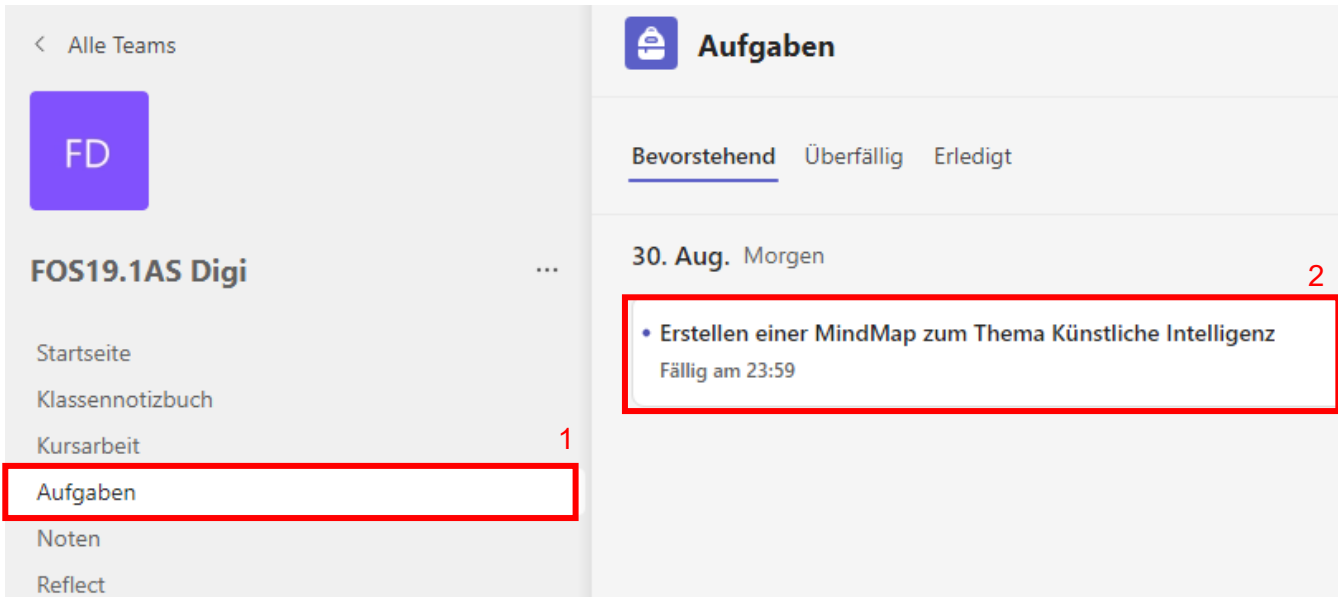 Alle Teams
FD
FOS19.1AS Digi
...
Startseite
Klassennotizbuch
Kursarbeit
1
Aufgaben
Noten
Reflect
Aufgaben
Bevorstehend Überfällig Erledigt
30. Aug. Morgen
2
Erstellen einer MindMap zum Thema Künstliche Intelligenz
Fällig am 23:59